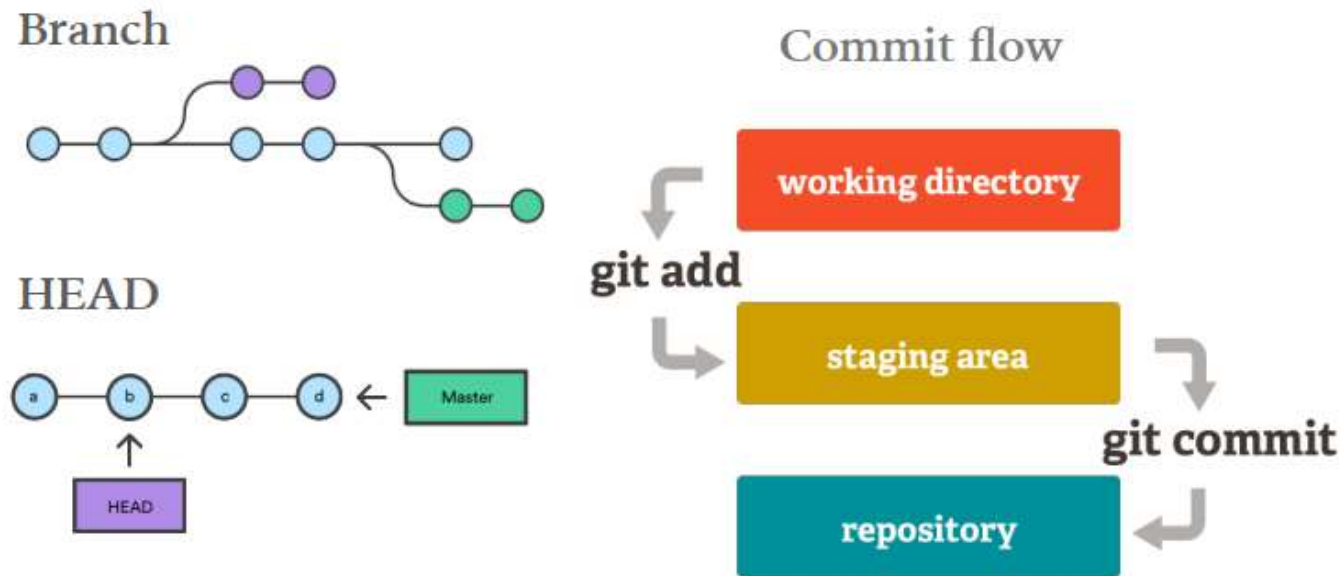 Branch
HEAD
a
b
c
d
Master
HEAD
Commit flow
working directory
git add
staging area
git commit
repository